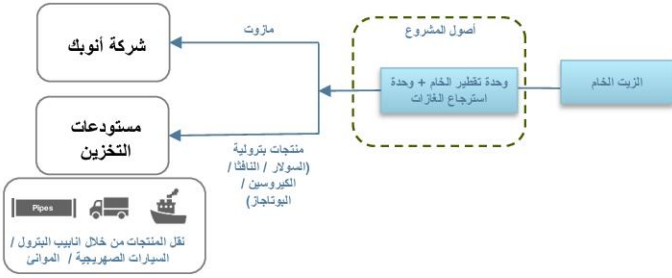 أصول المشروع
الزيت الخام
وحدة تقطير الخام + وحدة
استرجاع الغازات
مازوت
شركة أنوبك
منتجات بترولية
(السولار / النافثا /
الكيروسين /
البوتاجاز)
مستودعات
التخزين
Pipes
نقل المنتجات من خلال انابيب البترول /
السيارات الصهريجية / الموانئ